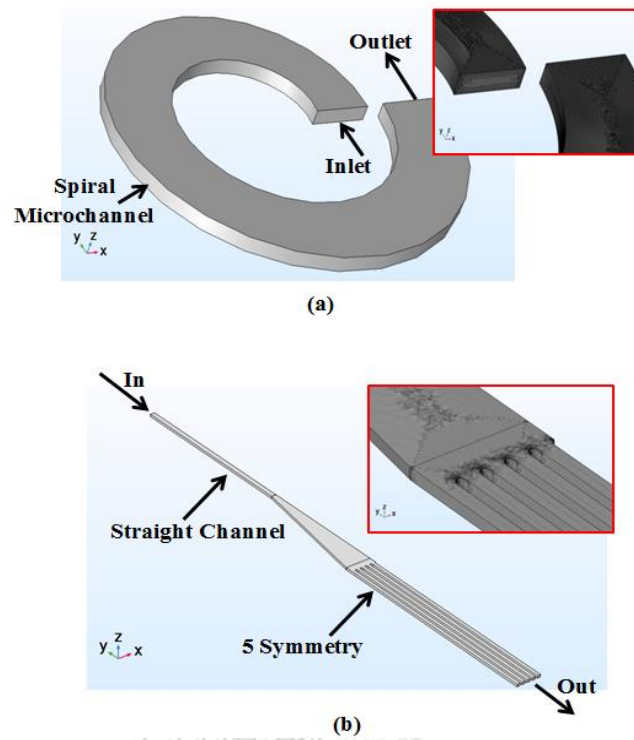 Outlet
Inlet
Spiral
Microchannel
y z x
z
y x
(a)
In
Straight Channel
5 Symmetry
Out
y z x
z
y x
(b)